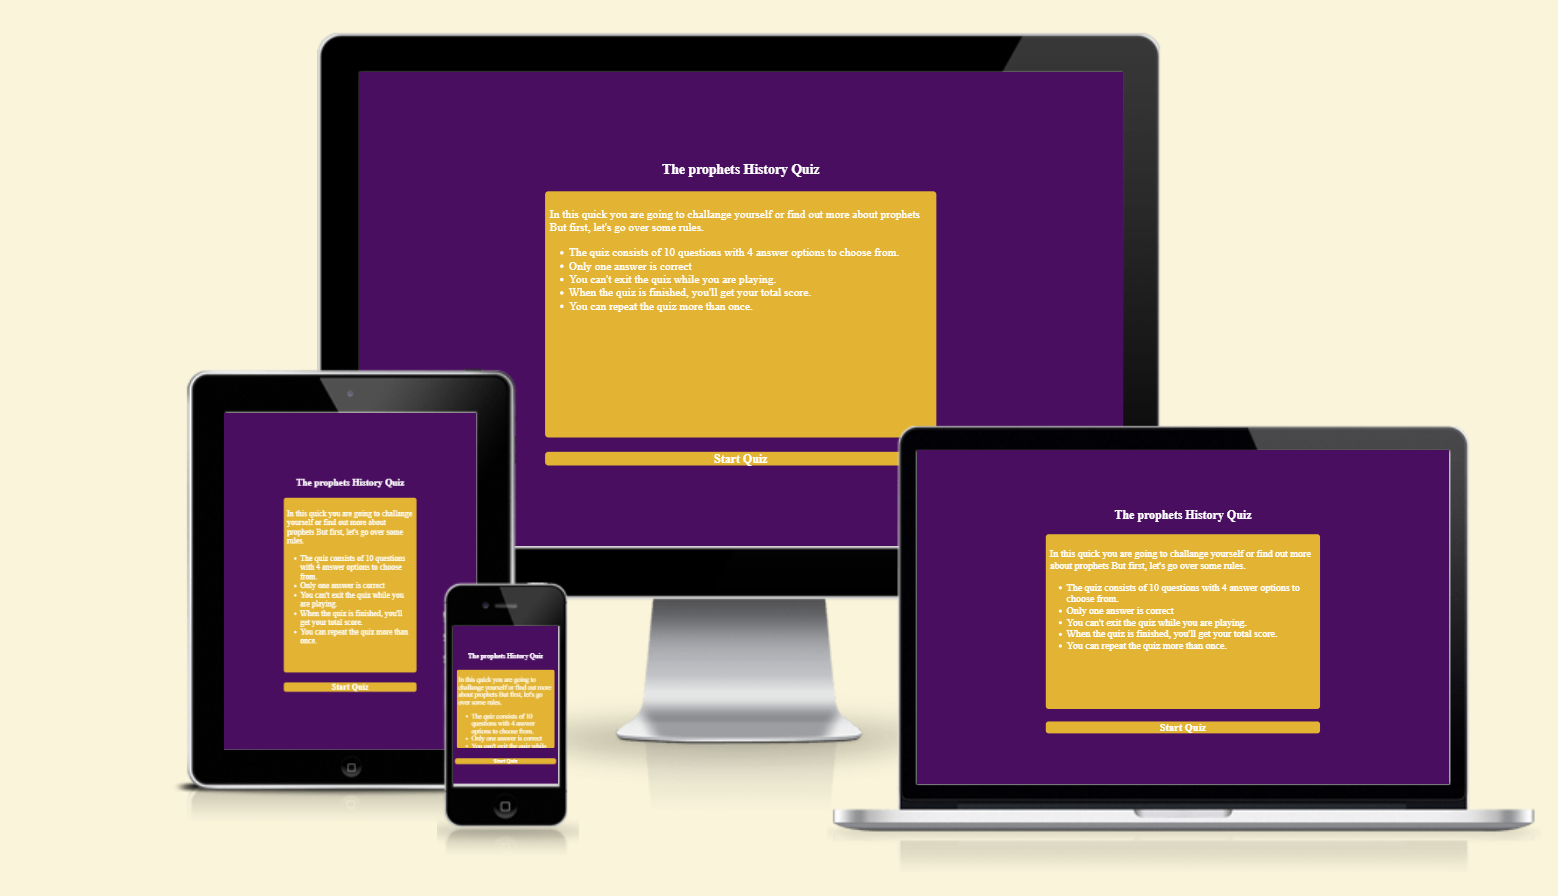 The prophets History Quiz
In this quick you are going to challange yourself or find out more about prophets
But first, let's go over some rules.
• The quiz consists of 10 questions with 4 answer options to choose from.
• Only one answer is correct
• You can't exit the quiz while you are playing.
• When the quiz is finished, you'll get your total score.
• You can repeat the quiz more than once.
Start Quiz
The prophets History Quiz
In this quick you are going to challange
yourself or find out more about
prophets But first, let's go over some
rules.
• The quiz consists of 10 questions
with 4 answer options to choose
from.
• Only one answer is correct
• You can't exit the quiz while you
are playing.
• When the quiz is finished, you'll
get your total score.
• You can repeat the quiz more than
once.
Start Quiz
The prophets History Quiz
In this quick you are going to
challange yourself or find out more
about prophets But first, let's go
over some rules.
• The quiz consists of 10
questions with 4 answer
options to choose from.
• Only one answer is correct
• You can't exit the quiz while
Start Quiz
The prophets History Quiz
In this quick you are going to challange yourself or find out more
about prophets But first, let's go over some rules.
• The quiz consists of 10 questions with 4 answer options to
choose from.
• Only one answer is correct
• You can't exit the quiz while you are playing.
• When the quiz is finished, you'll get your total score.
• You can repeat the quiz more than once.
Start Quiz